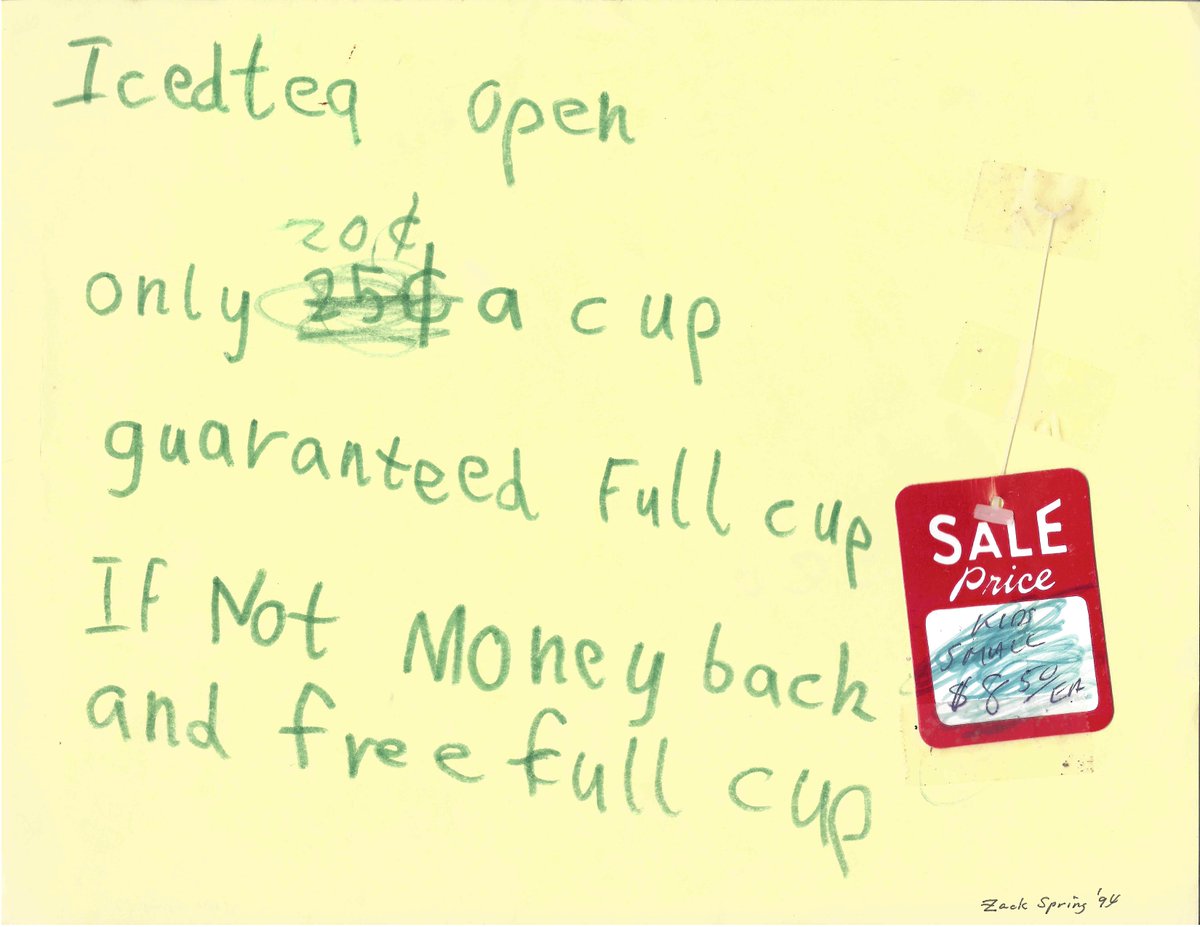 Icedtea Open
20¢
only 25¢ a cup
guaranteed Full cup
If Not Money back
and free full cup
SALE
Price
KIDS
SMALL
$8 50/EA
Zack Spring '94